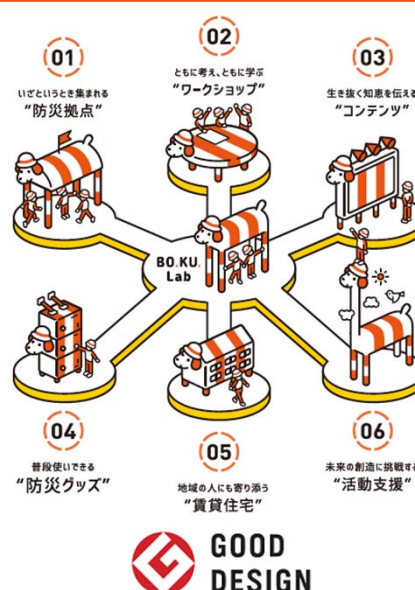 01
いざというとき集まれる
“防災拠点”
02
ともに考え、ともに学ぶ
“ワークショップ”
03
生き抜く知恵を伝える
“コンテンツ”
BO.KU.
Lab
04
普段使いできる
“防災グッズ”
05
地域の人にも寄り添う
“賃貸住宅”
06
未来の創造に挑戦する
“活動支援”
GOOD
DESIGN